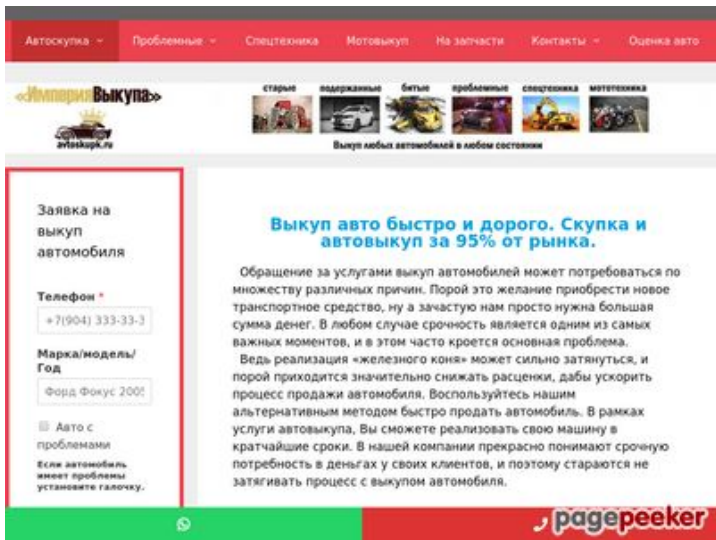 Автоскупка Проблемные Спецтехника Мотовыкуп На запчасти Контакты Оценка авто
«ИмперияВыкупа»
avtoskupk.ru
старые подержанные битые проблемные спецтехника мототехника
Выкуп любых автомобилей в любом состоянии
Заявка на
выкуп
автомобиля
Телефон *
+7(904) 333-33-3
Марка/модель/
Год
Форд Фокус 2005
Авто с
проблемами
Если автомобиль
имеет проблемы
установите галочку.
Выкуп авто быстро и дорого. Скупка и
автовыкуп за 95% от рынка.
Обращение за услугами выкуп автомобилей может потребоваться по
множеству различных причин. Порой это желание приобрести новое
транспортное средство, ну а зачастую нам просто нужна большая
сумма денег. В любом случае срочность является одним из самых
важных моментов, и в этом часто кроется основная проблема.
Ведь реализация «железного коня» может сильно затянуться, и
порой приходится значительно снижать расценки, дабы ускорить
процесс продажи автомобиля. Воспользуйтесь нашим
альтернативным методом быстро продать автомобиль. В рамках
услуги автовыкупа, Вы сможете реализовать свою машину в
кратчайшие сроки. В нашей компании прекрасно понимают срочную
потребность в деньгах у своих клиентов, и поэтому стараются не
затягивать процесс с выкупом автомобиля.
pagepeeker